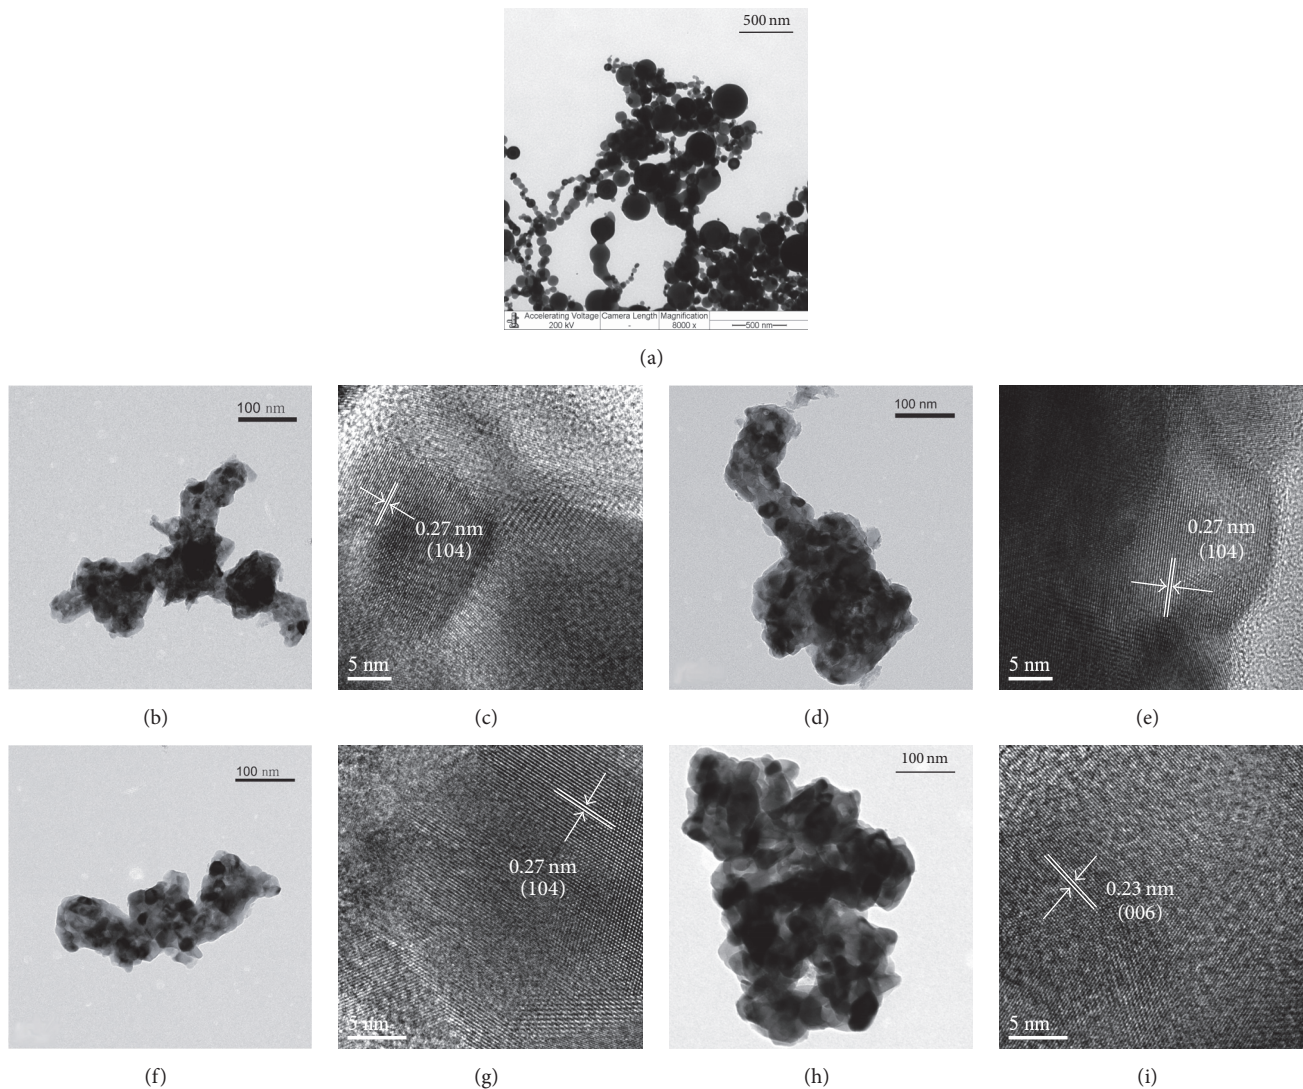 500 nm
Accelerating Voltage Camera Length Magnification
200 kV - 8000 x 500 nm
(a)
100 nm
0.27 nm
(104)
5 nm
100 nm
0.27 nm
(104)
5 nm
(b)
(c)
(d)
(e)
100 nm
0.27 nm
(104)
5 nm
100 nm
0.23 nm
(006)
5 nm
(f)
(g)
(h)
(i)